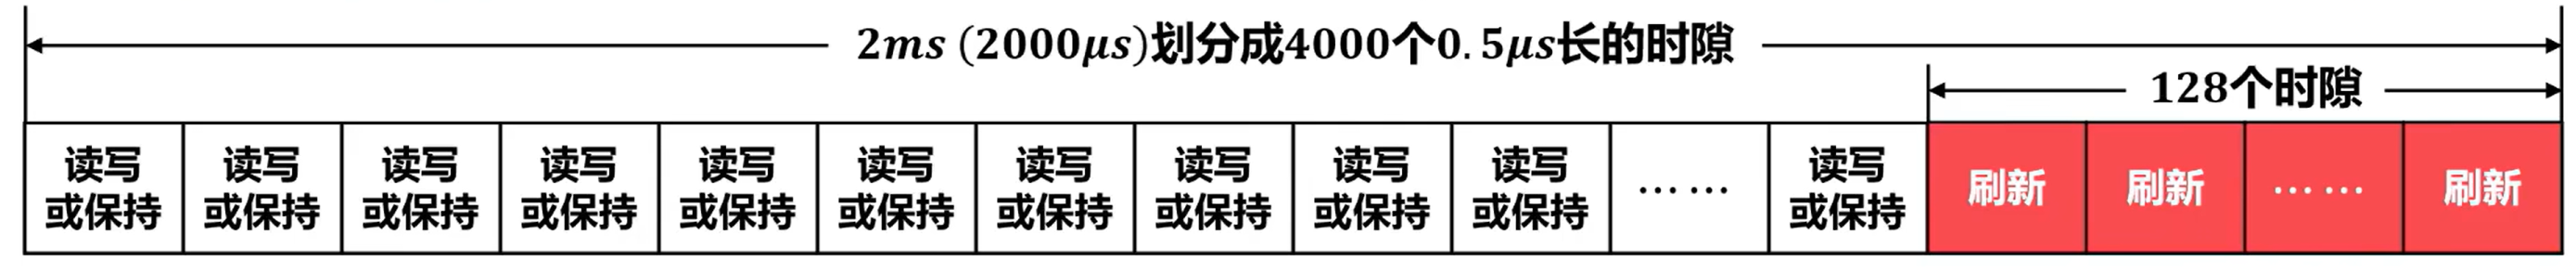 2ms (2000μs)划分成4000个0.5μs长的时隙
128个时隙
读写 读写 读写 读写 读写 读写 读写 读写 读写 读写 …… 读写 刷新 刷新 …… 刷新
或保持 或保持 或保持 或保持 或保持 或保持 或保持 或保持 或保持 或保持 或保持